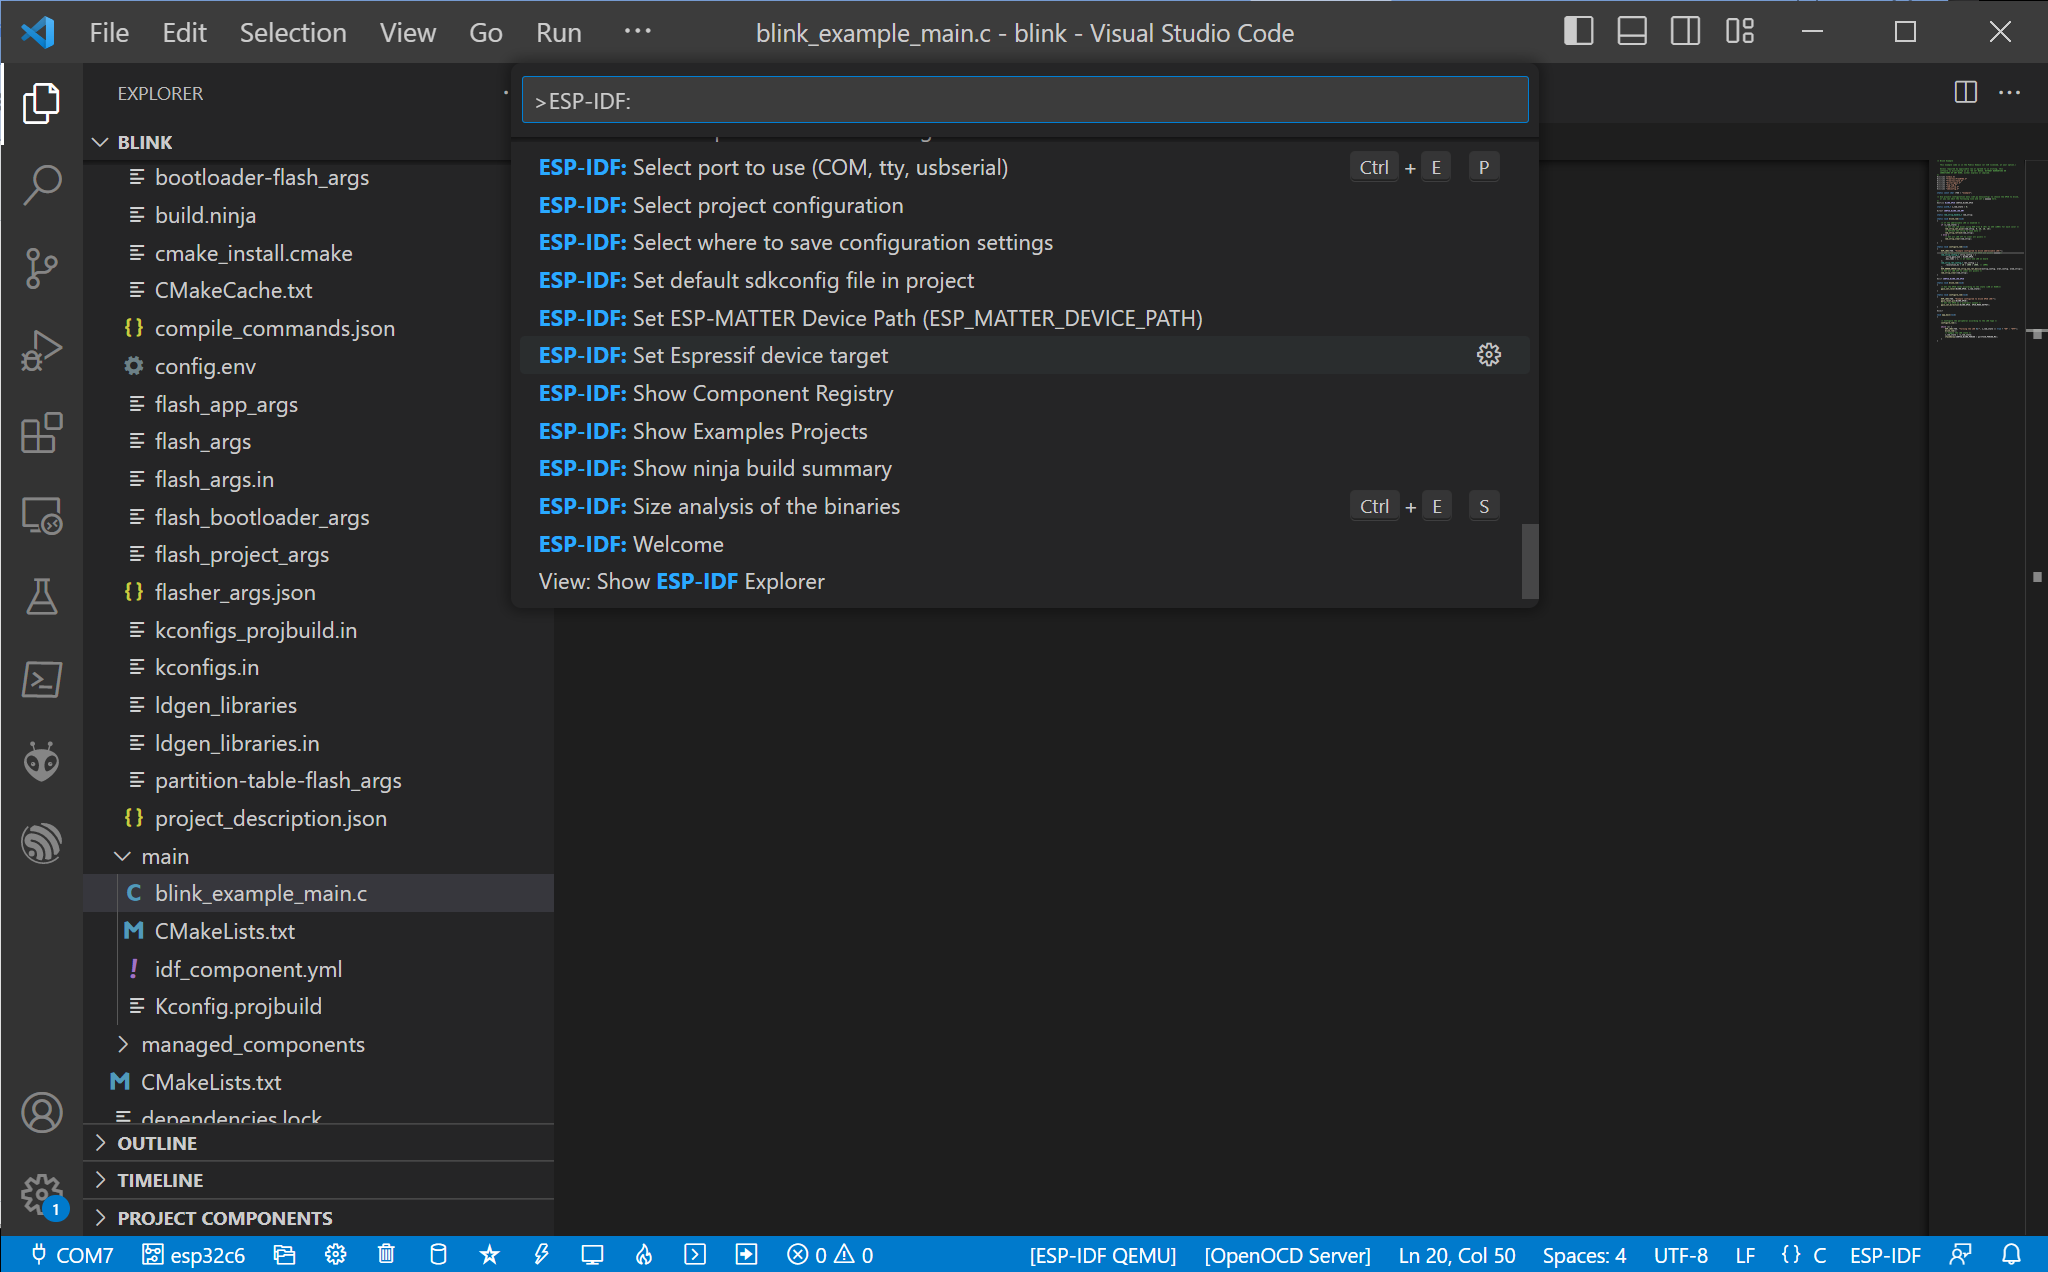 File Edit Selection View Go Run ··· blink_example_main.c - blink - Visual Studio Code
EXPLORER
>ESP-IDF:
BLINK
bootloader-flash_args
build.ninja
cmake_install.cmake
CMakeCache.txt
{} compile_commands.json
config.env
flash_app_args
flash_args
flash_args.in
flash_bootloader_args
flash_project_args
{} flasher_args.json
kconfigs_projbuild.in
kconfigs.in
ldgen_libraries
ldgen_libraries.in
partition-table-flash_args
{} project_description.json
main
C blink_example_main.c
M CMakeLists.txt
! idf_component.yml
Kconfig.projbuild
managed_components
M CMakeLists.txt
dependencies.lock
OUTLINE
TIMELINE
PROJECT COMPONENTS
1
ESP-IDF: Select port to use (COM, tty, usbserial) Ctrl + E P
ESP-IDF: Select project configuration
ESP-IDF: Select where to save configuration settings
ESP-IDF: Set default sdkconfig file in project
ESP-IDF: Set ESP-MATTER Device Path (ESP_MATTER_DEVICE_PATH)
ESP-IDF: Set Espressif device target
ESP-IDF: Show Component Registry
ESP-IDF: Show Examples Projects
ESP-IDF: Show ninja build summary
ESP-IDF: Size analysis of the binaries Ctrl + E S
ESP-IDF: Welcome
View: Show ESP-IDF Explorer
COM7 esp32c6 0 0 [ESP-IDF QEMU] [OpenOCD Server] Ln 20, Col 50 Spaces: 4 UTF-8 LF {} C ESP-IDF